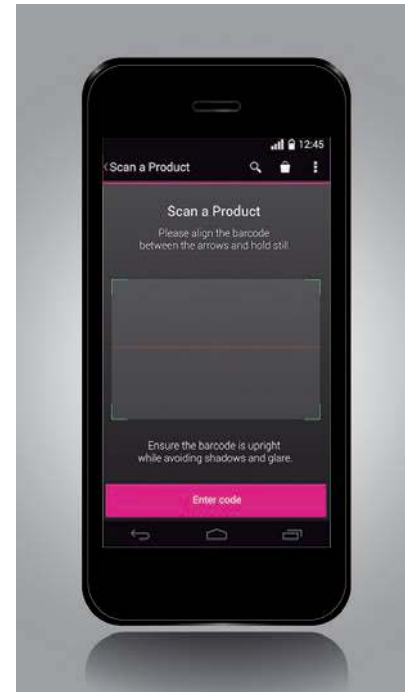 12:45
Scan a Product
Scan a Product
Please align the barcode
between the arrows and hold still.
Ensure the barcode is upright
while avoiding shadows and glare.
Enter code